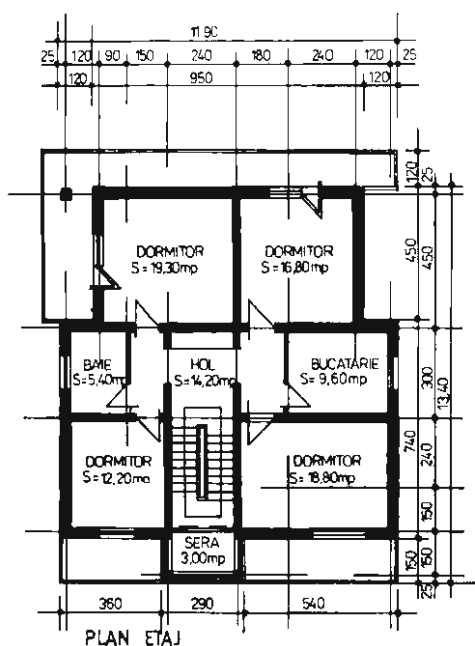 11.90
25 120 90 150 240 180 240 120 25
120 950 120
120 25
450 450
DORMITOR
S = 19,30mp
DORMITOR
S = 16,80mp
BAIE
S = 5,40mp
HOL
S = 14,20mp
BUCATARIE
S = 9,60mp
300
13,40
740
240
DORMITOR
S = 12,20mp
DORMITOR
S = 18,80mp
150
SERA
3,00mp
150 150
25
360 290 540
PLAN ETAJ